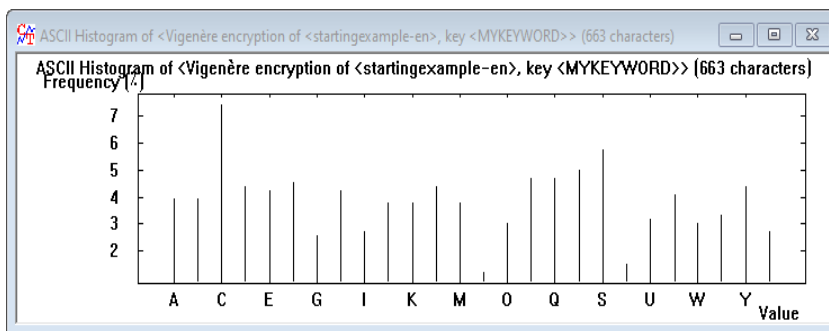 ASCII Histogram of <Vigenère encryption of <startingexample-en>, key <MYKEYWORD>> (663 characters)
ASCII Histogram of <Vigenère encryption of <startingexample-en>, key <MYKEYWORD>> (663 characters)
Frequency (%)
7
6
5
4
3
2
A C E G I K M O Q S U W Y
Value